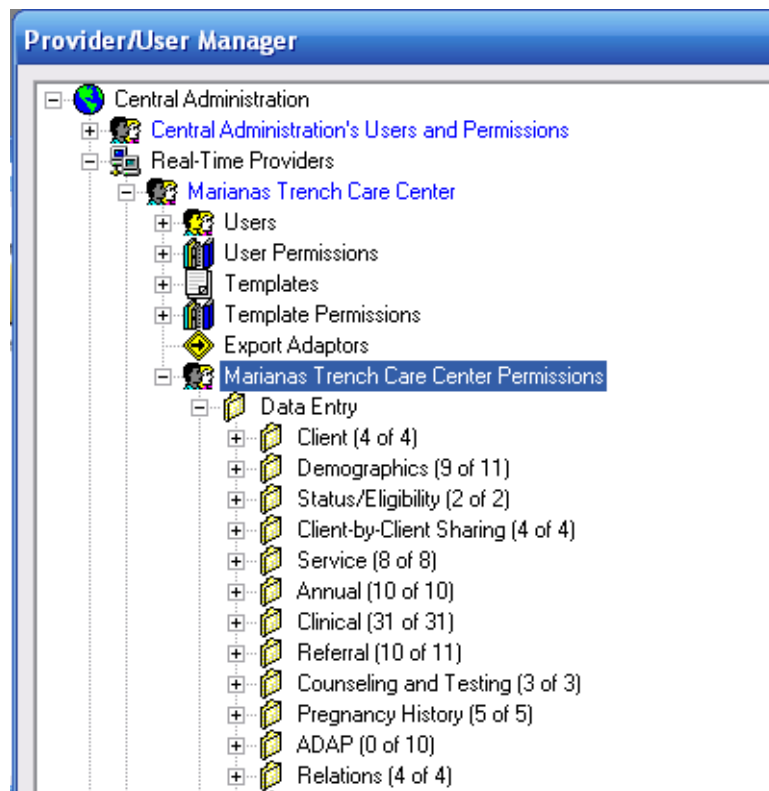 Provider/User Manager
Central Administration
Central Administration's Users and Permissions
Real-Time Providers
Marianas Trench Care Center
Users
User Permissions
Templates
Template Permissions
Export Adaptors
Marianas Trench Care Center Permissions
Data Entry
Client (4 of 4)
Demographics (9 of 11)
Status/Eligibility (2 of 2)
Client-by-Client Sharing (4 of 4)
Service (8 of 8)
Annual (10 of 10)
Clinical (31 of 31)
Referral (10 of 11)
Counseling and Testing (3 of 3)
Pregnancy History (5 of 5)
ADAP (0 of 10)
Relations (4 of 4)